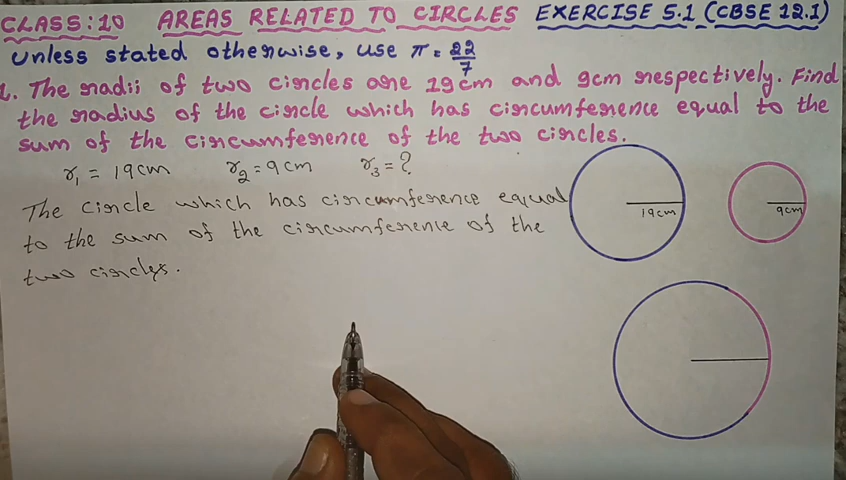 CLASS:10 AREAS RELATED TO CIRCLES EXERCISE 5.1 (CBSE 12.1)
Unless stated otherwise, use π = 22/7
1. The radii of two circles are 19cm and 9cm respectively. Find
the radius of the circle which has circumference equal to the
sum of the circumference of the two circles.
r₁ = 19cm r₂ = 9cm r₃ = ?
The circle which has circumference equal
to the sum of the circumference of the
two circles.
19cm
9cm